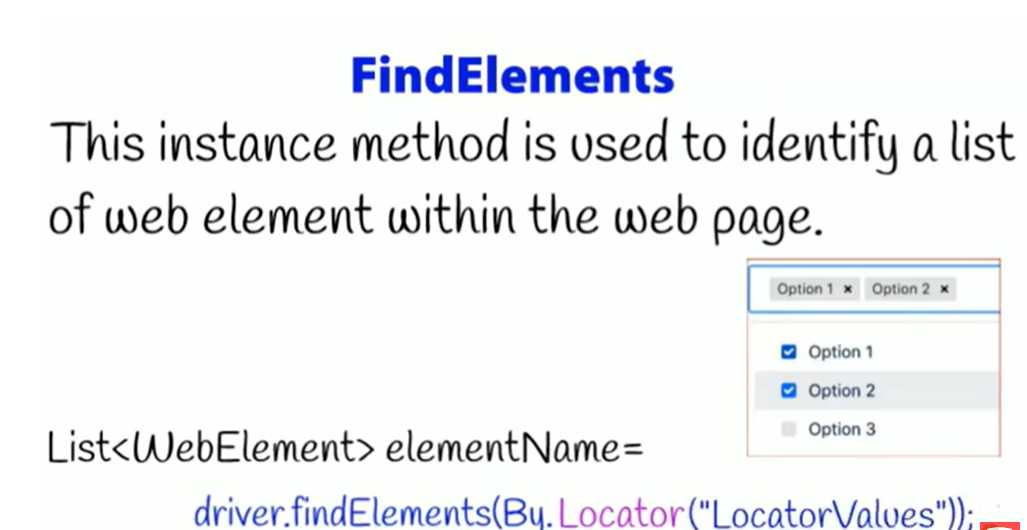 FindElements
This instance method is used to identify a list
of web element within the web page.
Option 1 × Option 2 ×
Option 1
Option 2
Option 3
List<WebElement> elementName=
driver.findElements(By.Locator("LocatorValues"));